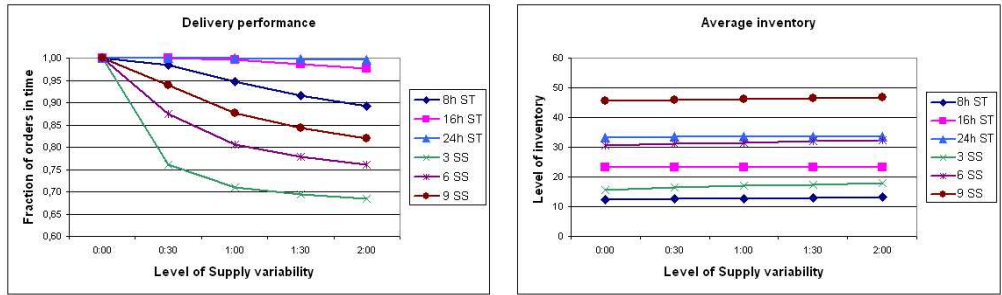 Delivery performance
Fraction of orders in time
1,00
0,95
0,90
0,85
0,80
0,75
0,70
0,65
0,60
0:00 0:30 1:00 1:30 2:00
Level of Supply variability
8h ST
16h ST
24h ST
3 SS
6 SS
9 SS
Average inventory
Level of inventory
60
50
40
30
20
10
0
0:00 0:30 1:00 1:30 2:00
Level of Supply variability
8h ST
16h ST
24h ST
3 SS
6 SS
9 SS